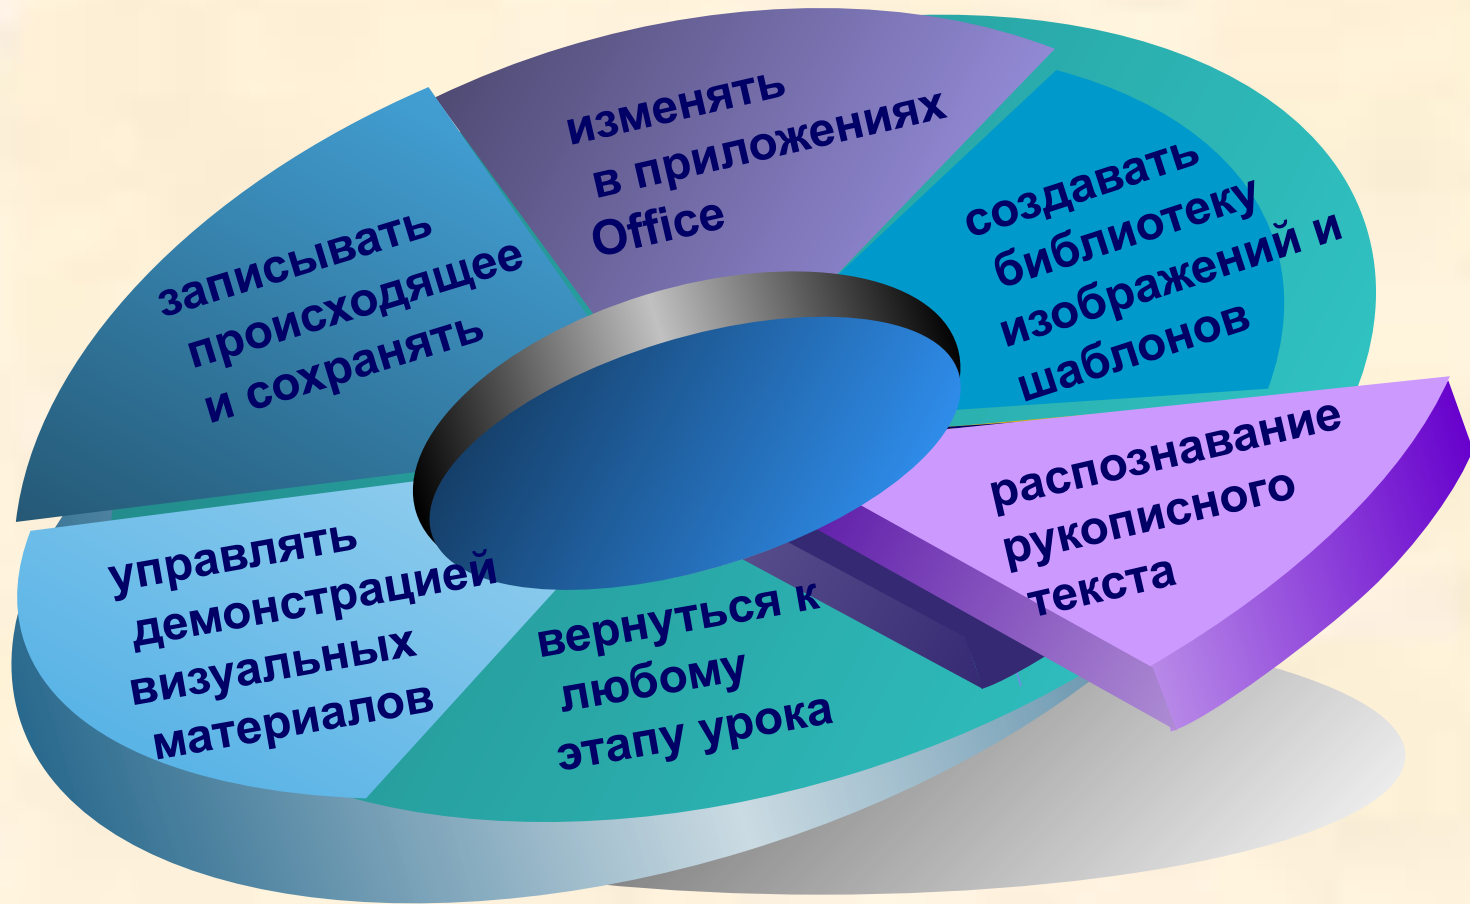 изменять
в приложениях
Office
создавать
библиотеку
изображений и
шаблонов
записывать
происходящее
и сохранять
распознавание
рукописного
текста
управлять
демонстрацией
визуальных
материалов
вернуться к
любому
этапу урока